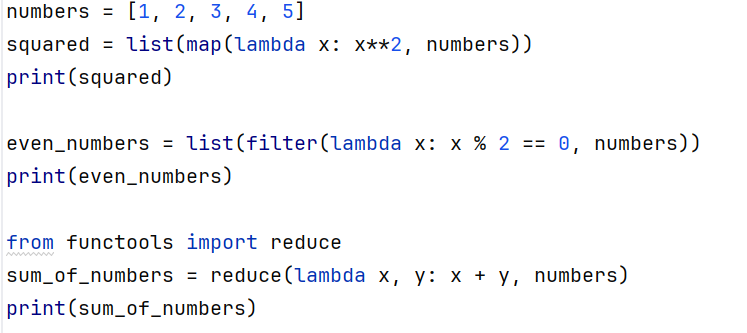 numbers = [1, 2, 3, 4, 5]
squared = list(map(lambda x: x**2, numbers))
print(squared)

even_numbers = list(filter(lambda x: x % 2 == 0, numbers))
print(even_numbers)

from functools import reduce
sum_of_numbers = reduce(lambda x, y: x + y, numbers)
print(sum_of_numbers)